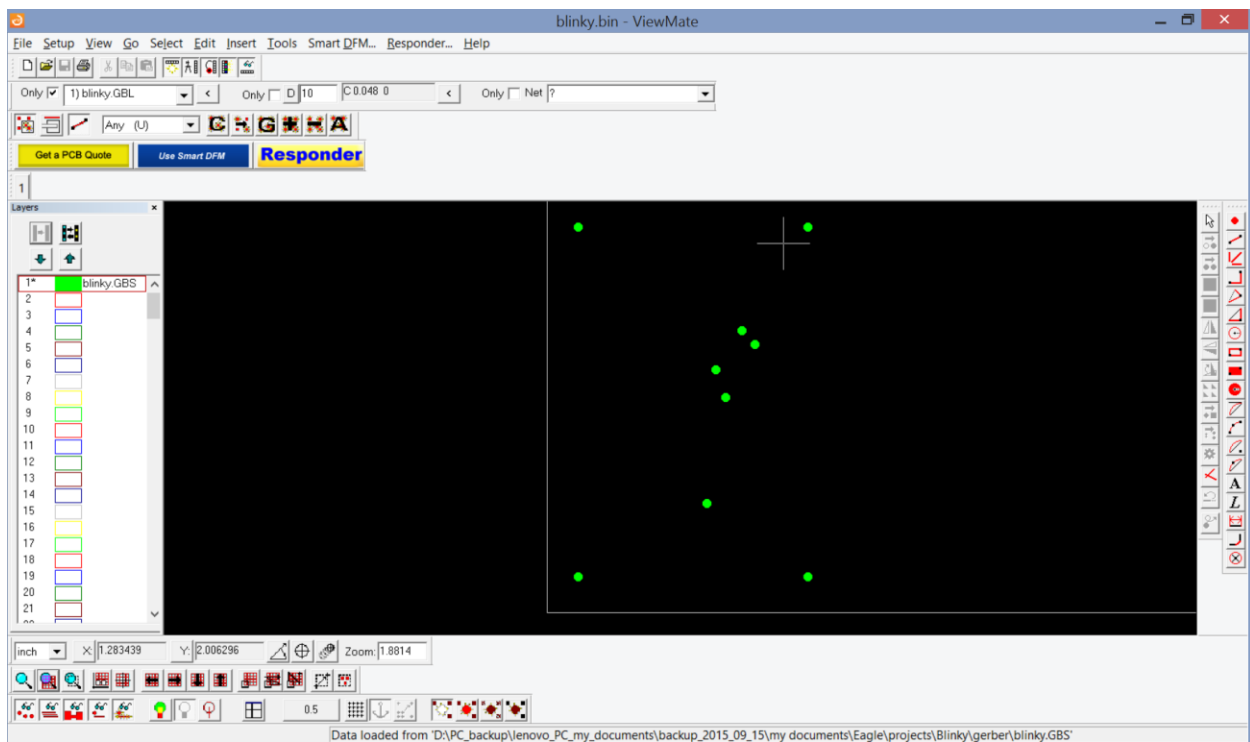 blinky.bin - ViewMate
File Setup View Go Select Edit Insert Tools Smart DFM... Responder... Help
Only 1) blinky.GBL < Only D 10 C 0.048 0 < Only Net ?
Any (U) C G A
Get a PCB Quote Use Smart DFM Responder
1
Layers ×
1* blinky.GBS
2
3
4
5
6
7
8
9
10
11
12
13
14
15
16
17
18
19
20
21
A
L
inch X: 1.283439 Y: 2.006296 Zoom: 1.8814
0.5
Data loaded from 'D:\PC_backup\lenovo_PC_my_documents\backup_2015_09_15\my documents\Eagle\projects\Blinky\gerber\blinky.GBS'